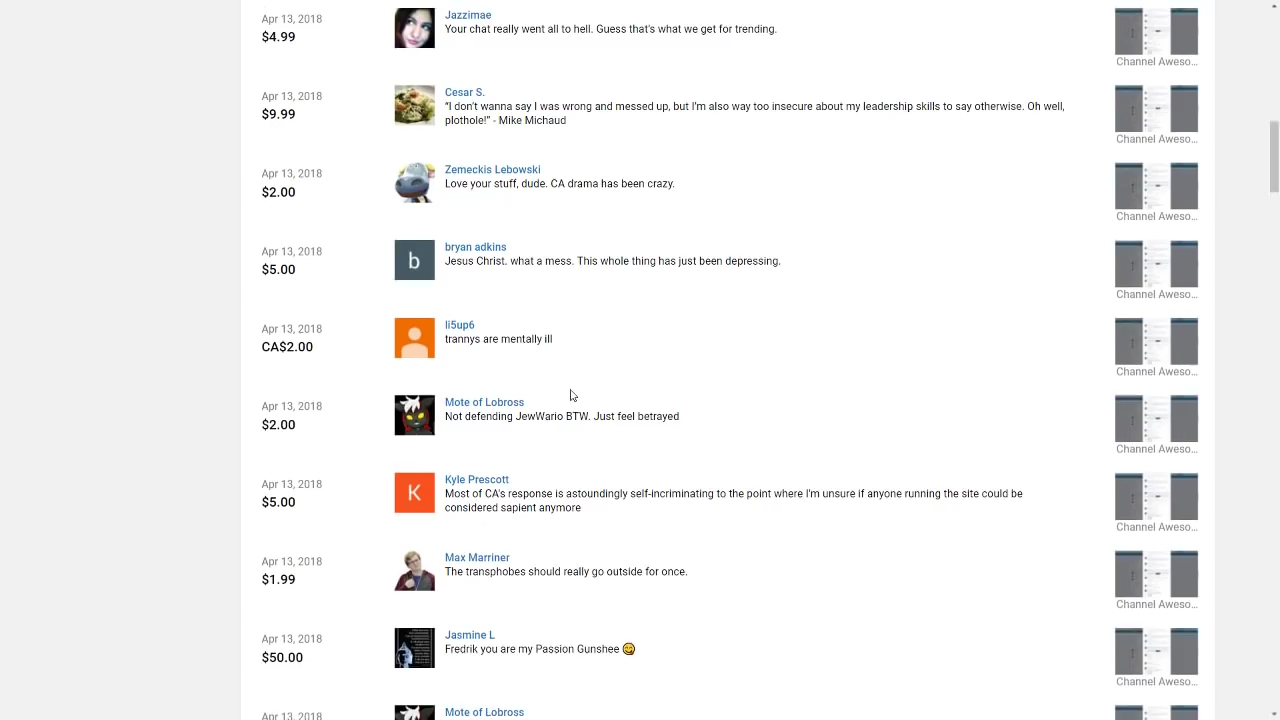 Apr 13, 2018
$4.99
Jazzimae
Your chat really went all to hell. Guess that's what we get for trending.
Channel Aweso...
Apr 13, 2018
$9.99
Cesar S.
"I don't wanna say I was wrong and messed up, but I'm also way too insecure about my leadership skills to say otherwise. Oh well,
plothole!" - Mike Michaud
Channel Aweso...
Apr 13, 2018
$2.00
Zemeckis Lebowski
Love your stuff, dude. CA drama has been crazy.
Channel Aweso...
Apr 13, 2018
$5.00
bryan adkins
b
Jesus Christ. what a mess. This whole thing has just been depressing.
Channel Aweso...
Apr 13, 2018
CA$2.00
li5up6
trannys are mentally ill
Channel Aweso...
Apr 13, 2018
$2.00
Mote of Lobross
Not defending JewWario BTW. Just feel betrayed
Channel Aweso...
Apr 13, 2018
$5.00
K
Kyle Prescott
Most of CA's response is astoundingly self-incriminating to the point where I'm unsure if anyone running the site could be
considered sapient anymore
Channel Aweso...
Apr 13, 2018
$1.99
Max Marriner
The transphobes should really go outside for once.
Channel Aweso...
Apr 13, 2018
$50.00
Jasmine L
Fredrik you are my Passion Cunshee 😋
Channel Aweso...
Apr 13, 2018
Mote of Lobross